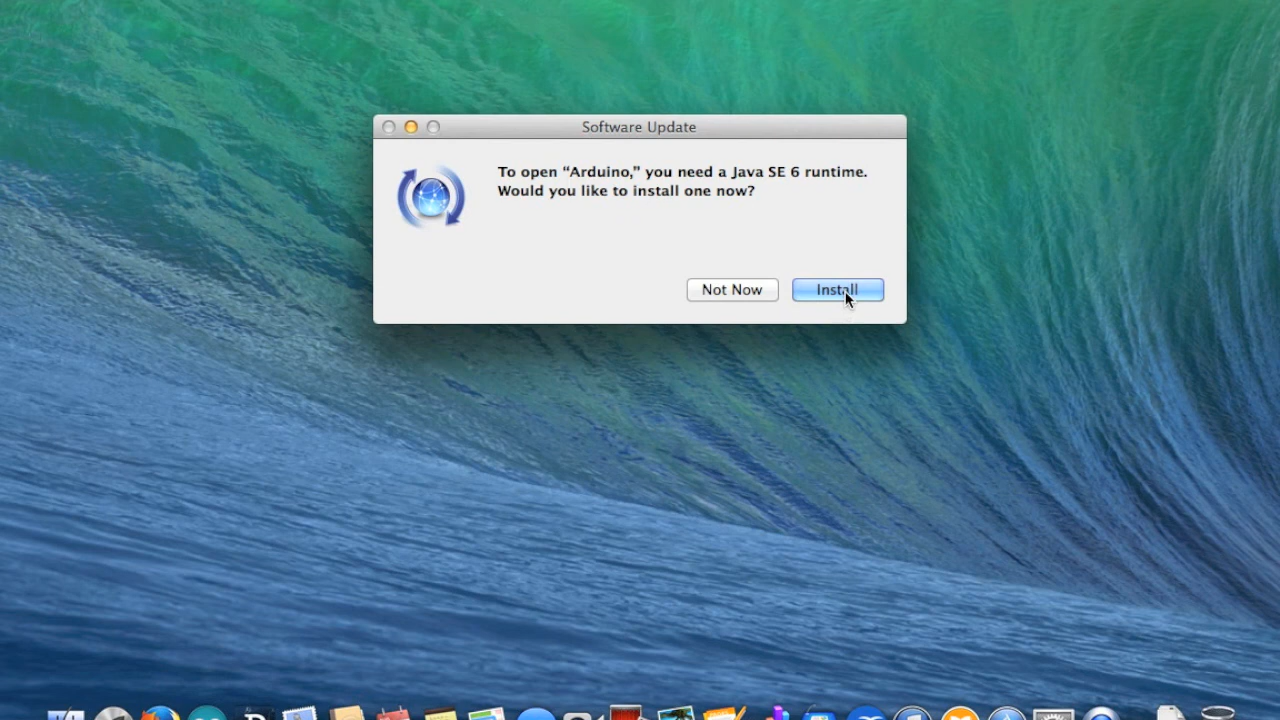 Software Update
To open “Arduino,” you need a Java SE 6 runtime.
Would you like to install one now?
Not Now
Install